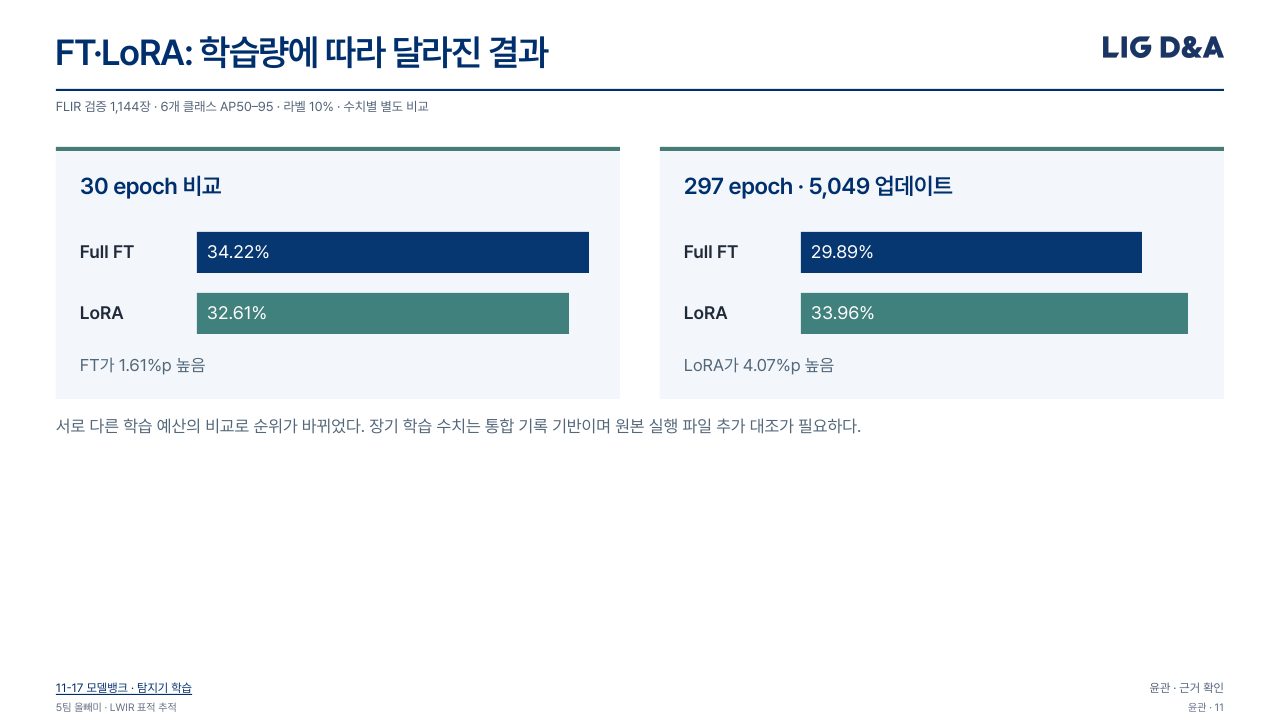 FT·LoRA: 학습량에 따라 달라진 결과
LIG D&A
FLIR 검증 1,144장 · 6개 클래스 AP50–95 · 라벨 10% · 수치별 별도 비교
30 epoch 비교
Full FT
34.22%
LoRA
32.61%
FT가 1.61%p 높음
297 epoch · 5,049 업데이트
Full FT
29.89%
LoRA
33.96%
LoRA가 4.07%p 높음
서로 다른 학습 예산의 비교로 순위가 바뀌었다. 장기 학습 수치는 통합 기록 기반이며 원본 실행 파일 추가 대조가 필요하다.
11-17 모델뱅크 · 탐지기 학습
5팀 올빼미 · LWIR 표적 추적
윤관 · 근거 확인
윤관 · 11